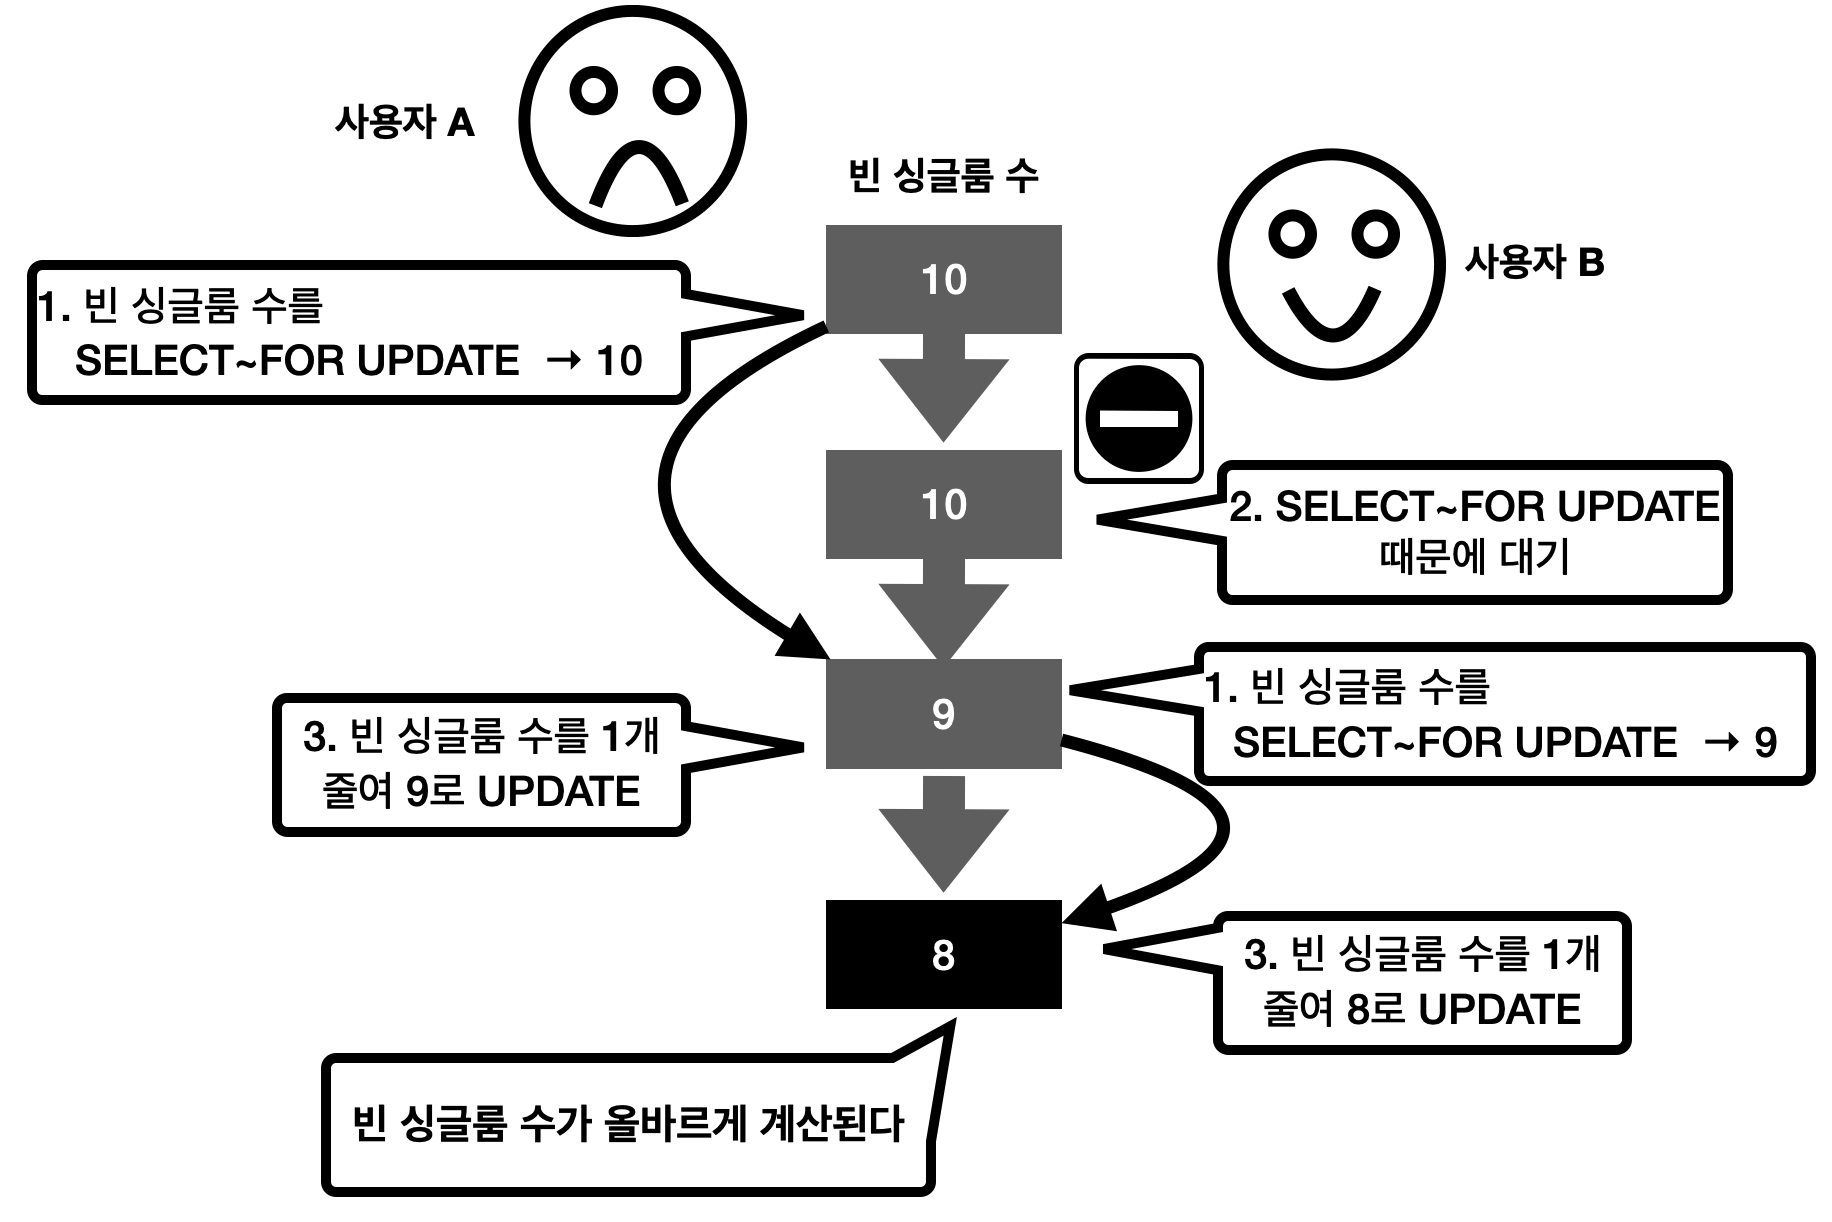 사용자 A
빈 싱글룸 수
사용자 B
10
1. 빈 싱글룸 수를
SELECT~FOR UPDATE → 10
10
2. SELECT~FOR UPDATE
때문에 대기
9
1. 빈 싱글룸 수를
SELECT~FOR UPDATE → 9
3. 빈 싱글룸 수를 1개
줄여 9로 UPDATE
8
3. 빈 싱글룸 수를 1개
줄여 8로 UPDATE
빈 싱글룸 수가 올바르게 계산된다